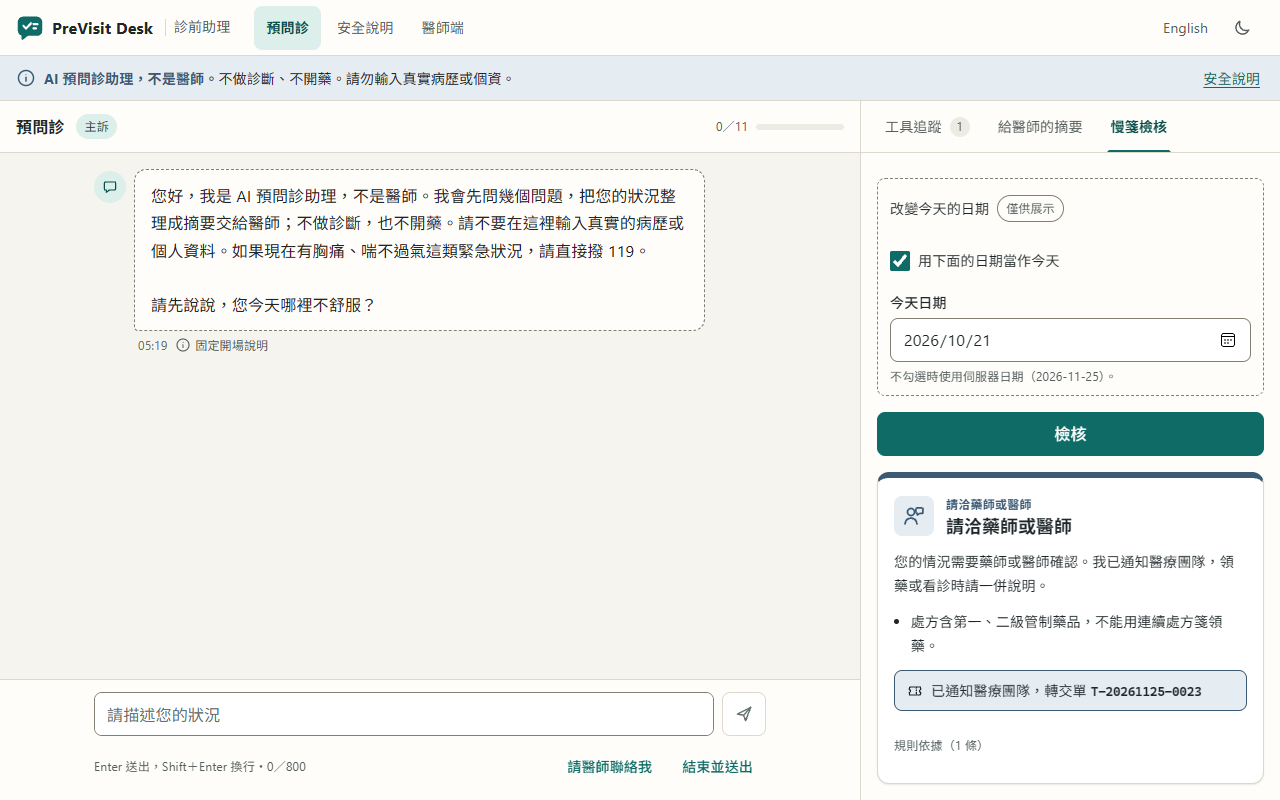 PreVisit Desk 診前助理 預問診 安全說明 醫師端 English
AI 預問診助理，不是醫師。不做診斷、不開藥。請勿輸入真實病歷或個資。 安全說明
預問診 主訴 0／11
您好，我是 AI 預問診助理，不是醫師。我會先問幾個問題，把您的狀況整
理成摘要交給醫師；不做診斷，也不開藥。請不要在這裡輸入真實的病歷或
個人資料。如果現在有胸痛、喘不過氣這類緊急狀況，請直接撥 119。
請先說說，您今天哪裡不舒服？
05:19 固定開場說明
請描述您的狀況
Enter 送出，Shift＋Enter 換行・0／800
請醫師聯絡我 結束並送出
工具追蹤 1 給醫師的摘要 慢箋檢核
改變今天的日期 僅供展示
用下面的日期當作今天
今天日期
2026/10/21
不勾選時使用伺服器日期（2026-11-25）。
檢核
請洽藥師或醫師
請洽藥師或醫師
您的情況需要藥師或醫師確認。我已通知醫療團隊，領
藥或看診時請一併說明。
處方含第一、二級管制藥品，不能用連續處方箋領
藥。
已通知醫療團隊，轉交單 T-20261125-0023
規則依據（1 條）